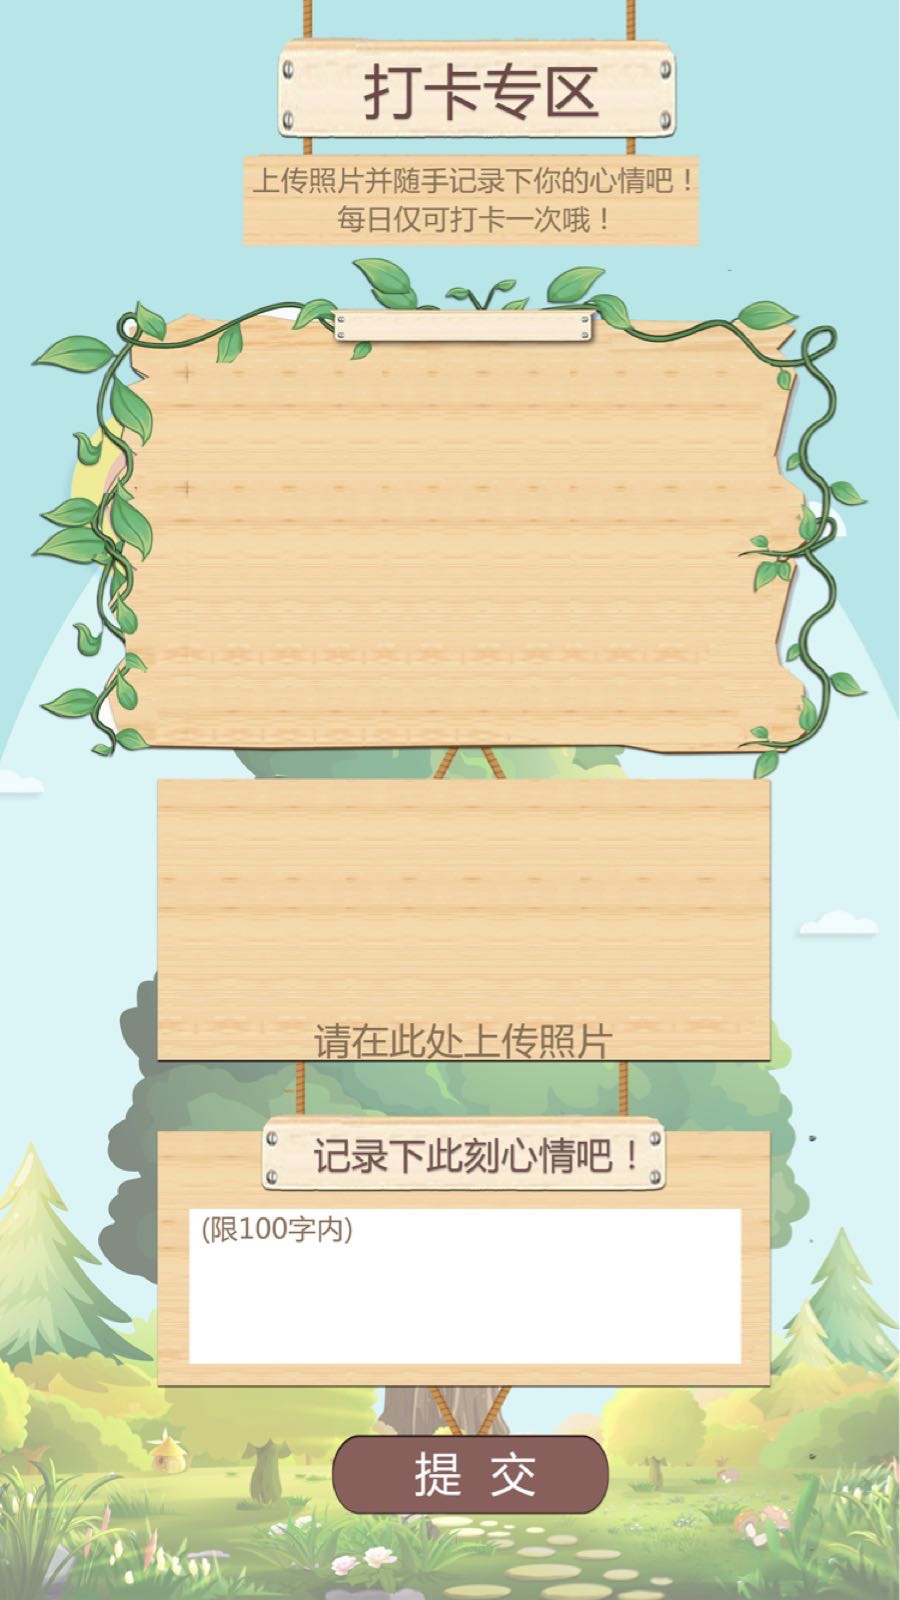 打卡专区
上传照片并随手记录下你的心情吧！
每日仅可打卡一次哦！
请在此处上传照片
记录下此刻心情吧！
(限100字内)
提 交